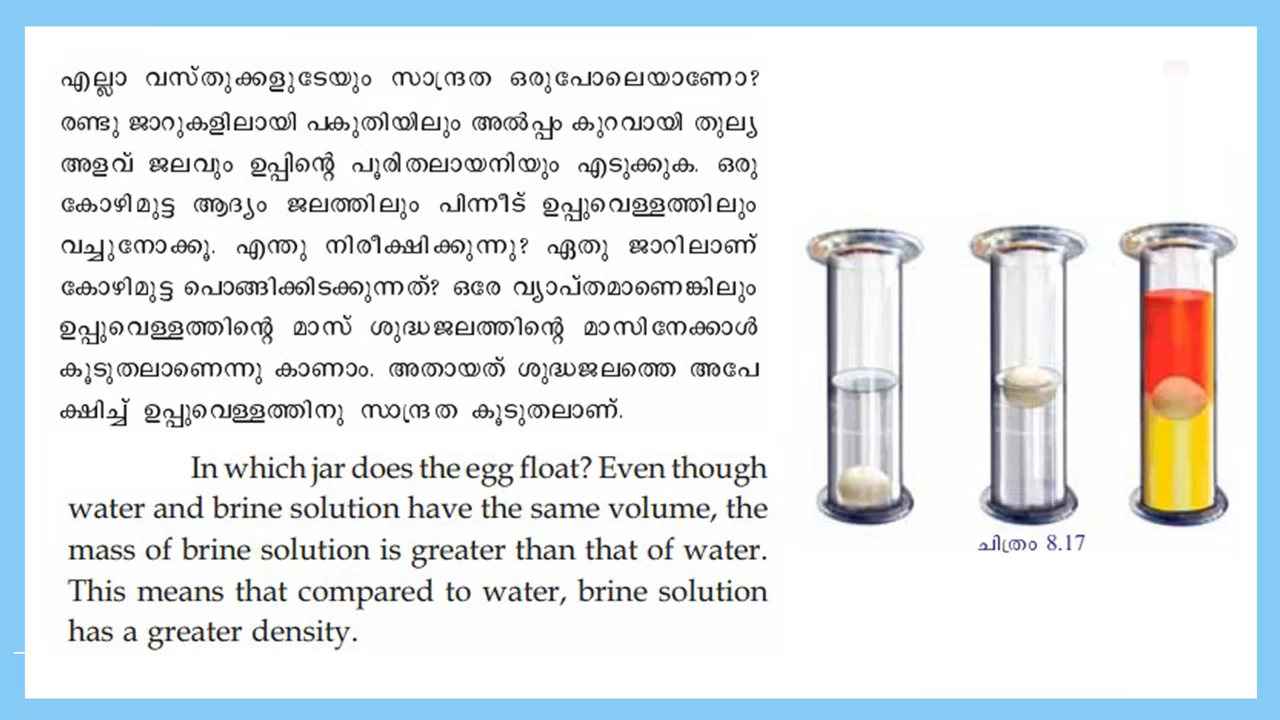 എല്ലാ വസ്തുക്കളുടേയും സാന്ദ്രത ഒരുപോലെയാണോ?
രണ്ടു ജാറുകളിലായി പകുതിയിലും അൽപ്പം കുറവായി തുല്യ
അളവ് ജലവും ഉപ്പിന്റെ പൂരിതലായനിയും എടുക്കുക. ഒരു
കോഴിമുട്ട ആദ്യം ജലത്തിലും പിന്നീട് ഉപ്പുവെള്ളത്തിലും
വച്ചുനോക്കൂ. എന്തു നിരീക്ഷിക്കുന്നു? ഏതു ജാറിലാണ്
കോഴിമുട്ട പൊങ്ങിക്കിടക്കുന്നത്? ഒരേ വ്യാപ്തമാണെങ്കിലും
ഉപ്പുവെള്ളത്തിന്റെ മാസ് ശുദ്ധജലത്തിന്റെ മാസിനേക്കാൾ
കൂടുതലാണെന്നു കാണാം. അതായത് ശുദ്ധജലത്തെ അപേ
ക്ഷിച്ച് ഉപ്പുവെള്ളത്തിനു സാന്ദ്രത കൂടുതലാണ്.
In which jar does the egg float? Even though
water and brine solution have the same volume, the
mass of brine solution is greater than that of water.
This means that compared to water, brine solution
has a greater density.
ചിത്രം 8.17